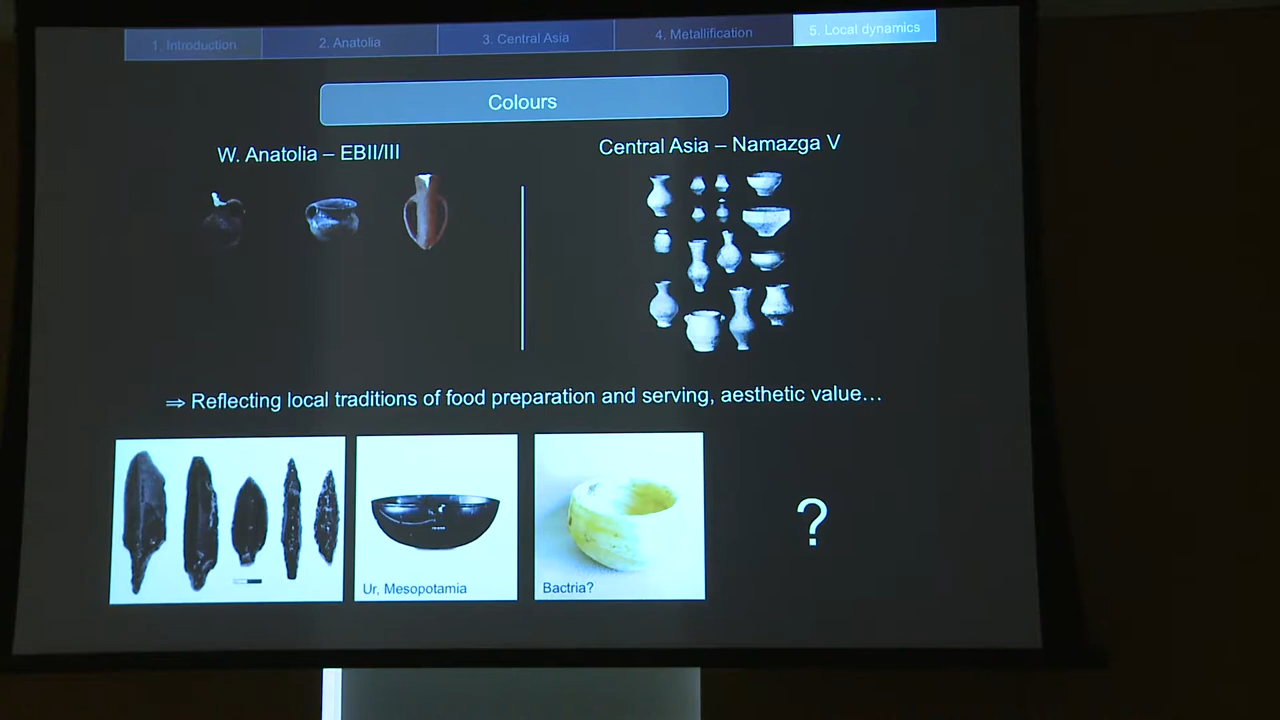 1. Introduction
2. Anatolia
3. Central Asia
4. Metallification
5. Local dynamics
Colours
W. Anatolia – EBII/III
Central Asia – Namazga V
⇒ Reflecting local traditions of food preparation and serving, aesthetic value…
Ur, Mesopotamia
Bactria?
?